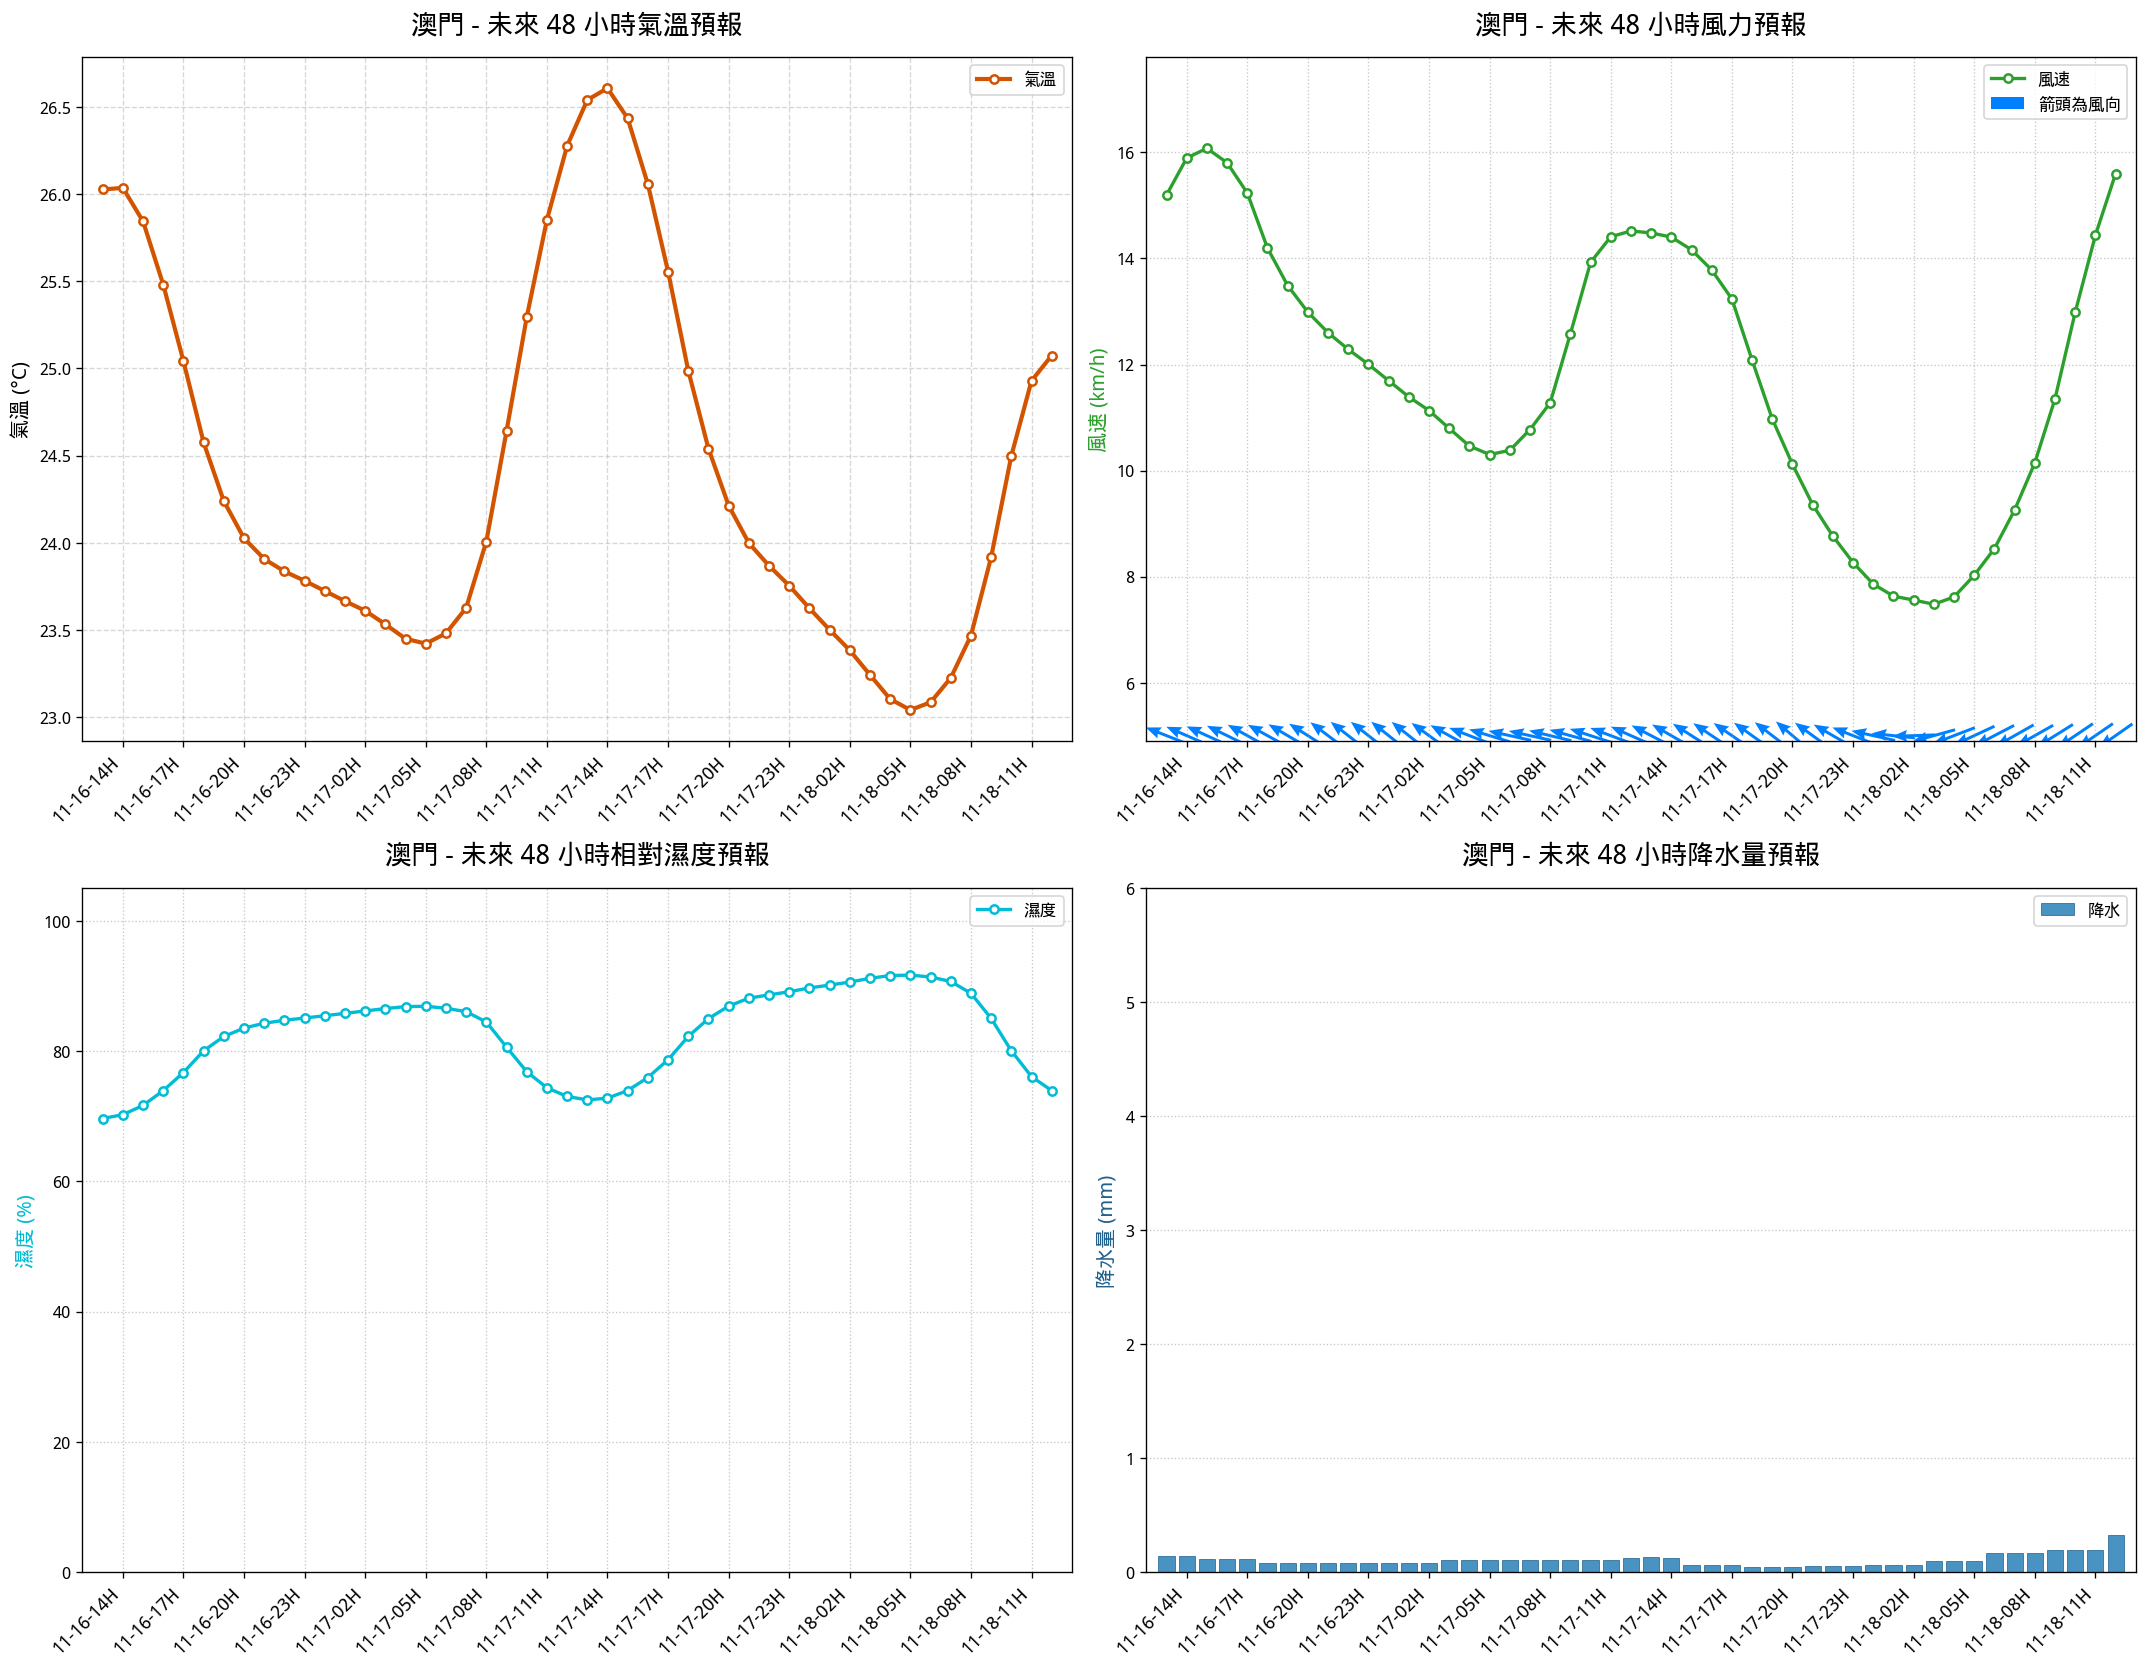 澳門 - 未來 48 小時氣溫預報
氣溫
氣溫 (°C)
26.5
26.0
25.5
25.0
24.5
24.0
23.5
23.0
11-16-14H
11-16-17H
11-16-20H
11-16-23H
11-17-02H
11-17-05H
11-17-08H
11-17-11H
11-17-14H
11-17-17H
11-17-20H
11-17-23H
11-18-02H
11-18-05H
11-18-08H
11-18-11H
澳門 - 未來 48 小時風力預報
風速
箭頭為風向
風速 (km/h)
16
14
12
10
8
6
11-16-14H
11-16-17H
11-16-20H
11-16-23H
11-17-02H
11-17-05H
11-17-08H
11-17-11H
11-17-14H
11-17-17H
11-17-20H
11-17-23H
11-18-02H
11-18-05H
11-18-08H
11-18-11H
澳門 - 未來 48 小時相對濕度預報
濕度
濕度 (%)
100
80
60
40
20
0
11-16-14H
11-16-17H
11-16-20H
11-16-23H
11-17-02H
11-17-05H
11-17-08H
11-17-11H
11-17-14H
11-17-17H
11-17-20H
11-17-23H
11-18-02H
11-18-05H
11-18-08H
11-18-11H
澳門 - 未來 48 小時降水量預報
降水
降水量 (mm)
6
5
4
3
2
1
0
11-16-14H
11-16-17H
11-16-20H
11-16-23H
11-17-02H
11-17-05H
11-17-08H
11-17-11H
11-17-14H
11-17-17H
11-17-20H
11-17-23H
11-18-02H
11-18-05H
11-18-08H
11-18-11H